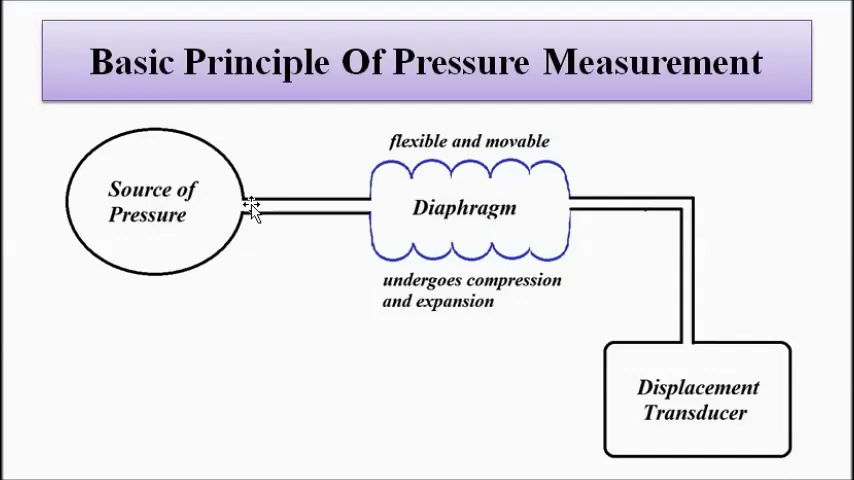 Basic Principle Of Pressure Measurement
flexible and movable
Source of
Pressure
Diaphragm
undergoes compression
and expansion
Displacement
Transducer